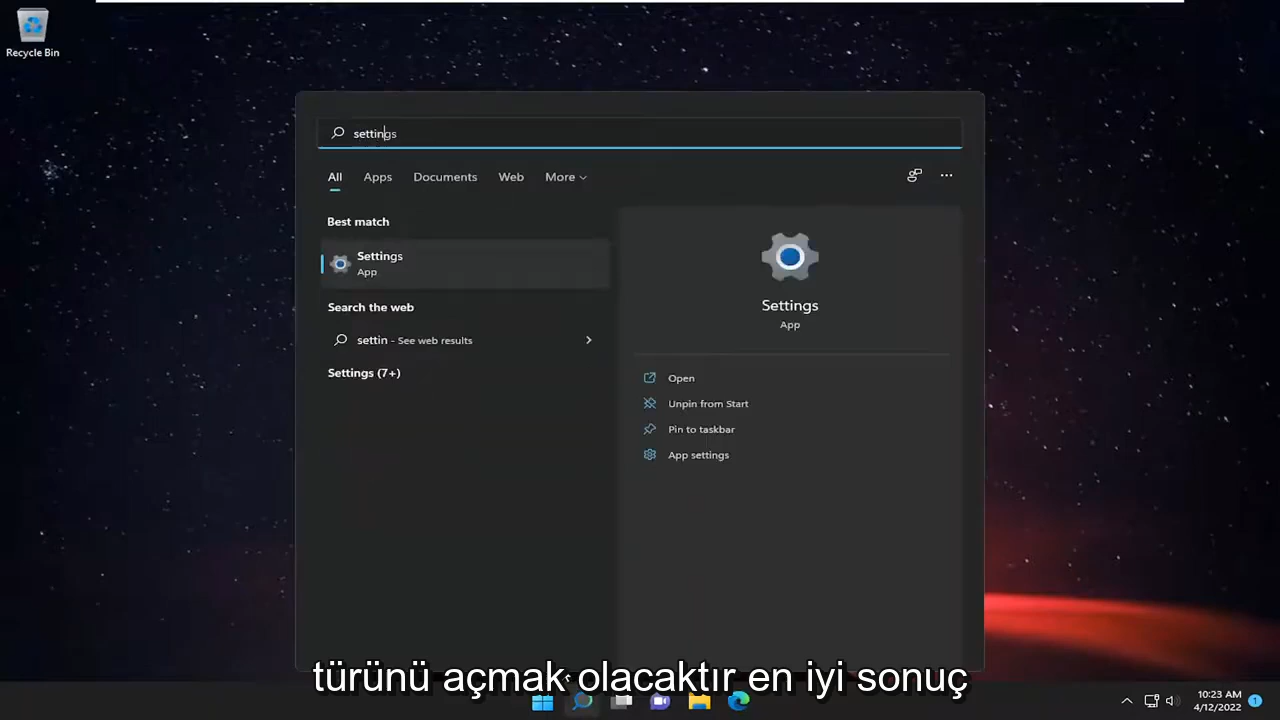 Recycle Bin
settings
All
Apps
Documents
Web
More
Best match
Settings
App
Search the web
settin - See web results
Settings (7+)
Settings
App
Open
Unpin from Start
Pin to taskbar
App settings
türünü açmak olacaktır en iyi sonuç
10:23 AM
4/12/2022
1